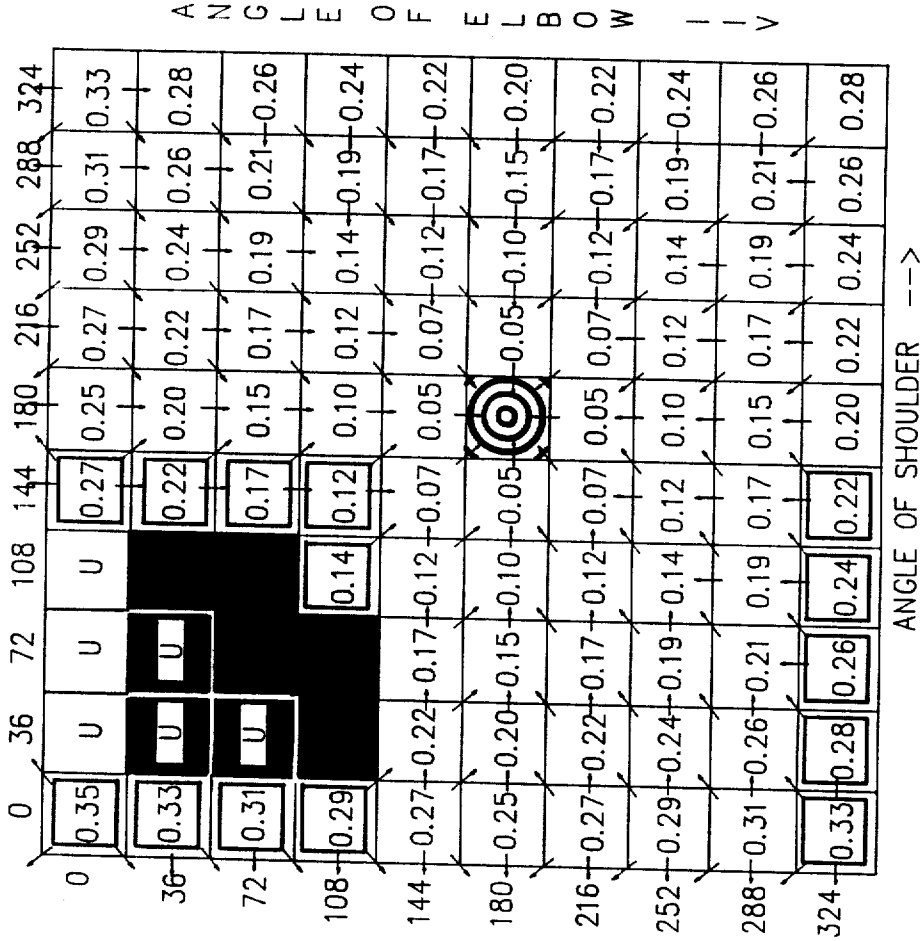 0 36 72 108 144 180 216 252 288 324
0 0.35 U U U 0.27 0.25 0.27 0.29 0.31 0.33
36 0.33 U U 0.22 0.20 0.22 0.24 0.26 0.28
72 0.31 U 0.17 0.15 0.17 0.19 0.21 0.26
108 0.29 0.14 0.12 0.10 0.12 0.14 0.19 0.24
144 0.27 0.22 0.17 0.12 0.07 0.05 0.07 0.12 0.17 0.22
180 0.25 0.20 0.15 0.10 0.05 0.05 0.10 0.15 0.20
216 0.27 0.22 0.17 0.12 0.07 0.05 0.07 0.12 0.17 0.22
252 0.29 0.24 0.19 0.14 0.12 0.10 0.12 0.14 0.19 0.24
288 0.31 0.26 0.21 0.19 0.17 0.15 0.17 0.19 0.21 0.26
324 0.33 0.28 0.26 0.24 0.22 0.20 0.22 0.24 0.26 0.28
ANGLE OF SHOULDER -->
ANGLE OF ELBOW | | V